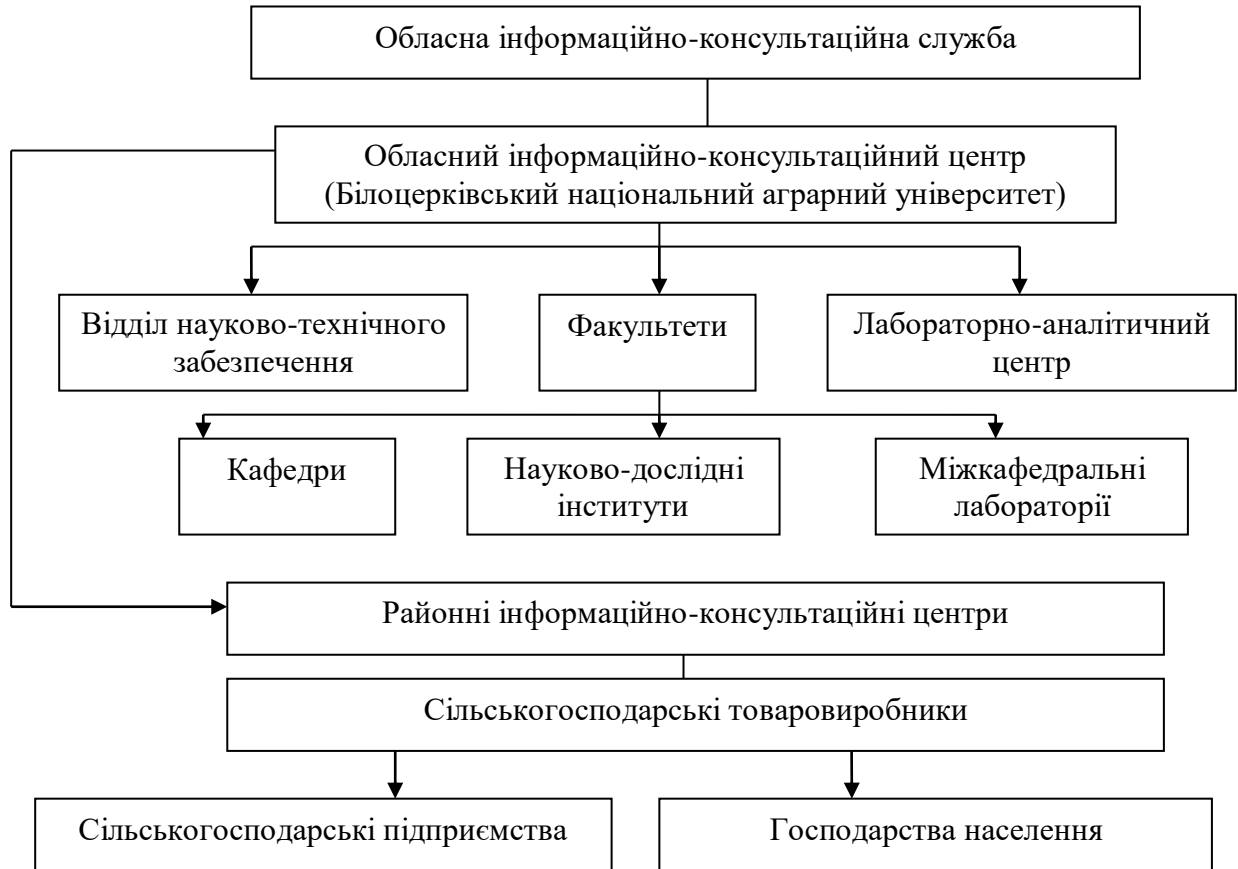 Обласна інформаційно-консультаційна служба
Обласний інформаційно-консультаційний центр
(Білоцерківський національний аграрний університет)
Відділ науково-технічного
забезпечення
Факультети
Лабораторно-аналітичний
центр
Кафедри
Науково-дослідні
інститути
Міжкафедральні
лабораторії
Районні інформаційно-консультаційні центри
Сільськогосподарські товаровиробники
Сільськогосподарські підприємства
Господарства населення